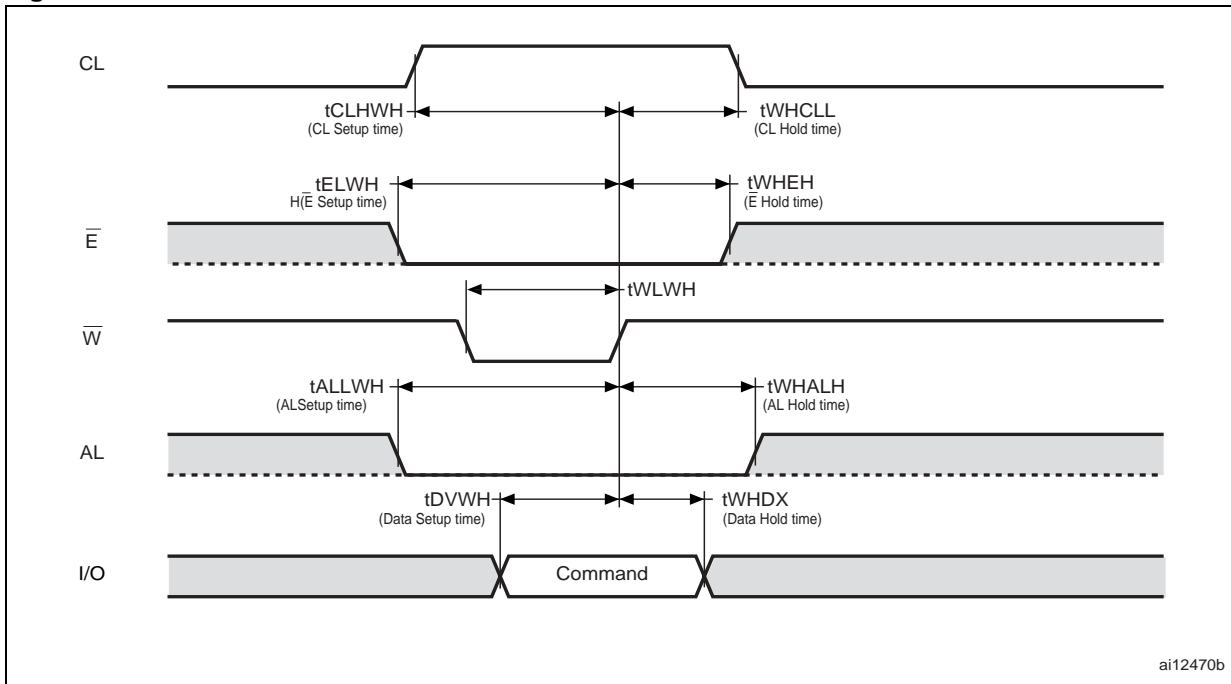 CL
tCLHWH
(CL Setup time)
tWHCLL
(CL Hold time)
tELWH
H(E̅ Setup time)
tWHEH
(E̅ Hold time)
E̅
tWLWH
W̅
tALLWH
(ALSetup time)
tWHALH
(AL Hold time)
AL
tDVWH
(Data Setup time)
tWHDX
(Data Hold time)
I/O
Command
ai12470b